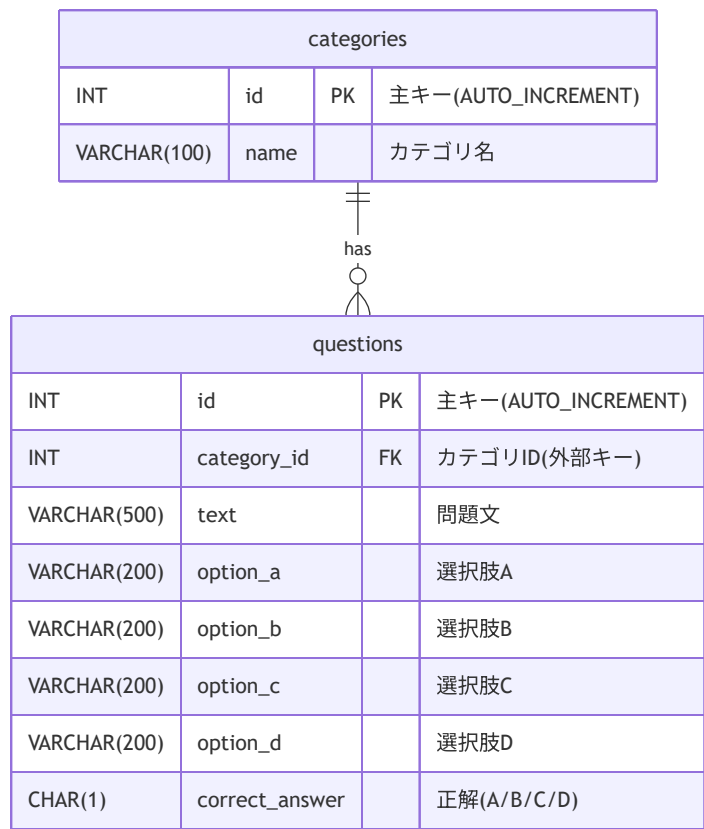 categories
INT id PK 主キー(AUTO_INCREMENT)
VARCHAR(100) name カテゴリ名
has
questions
INT id PK 主キー(AUTO_INCREMENT)
INT category_id FK カテゴリID(外部キー)
VARCHAR(500) text 問題文
VARCHAR(200) option_a 選択肢A
VARCHAR(200) option_b 選択肢B
VARCHAR(200) option_c 選択肢C
VARCHAR(200) option_d 選択肢D
CHAR(1) correct_answer 正解(A/B/C/D)